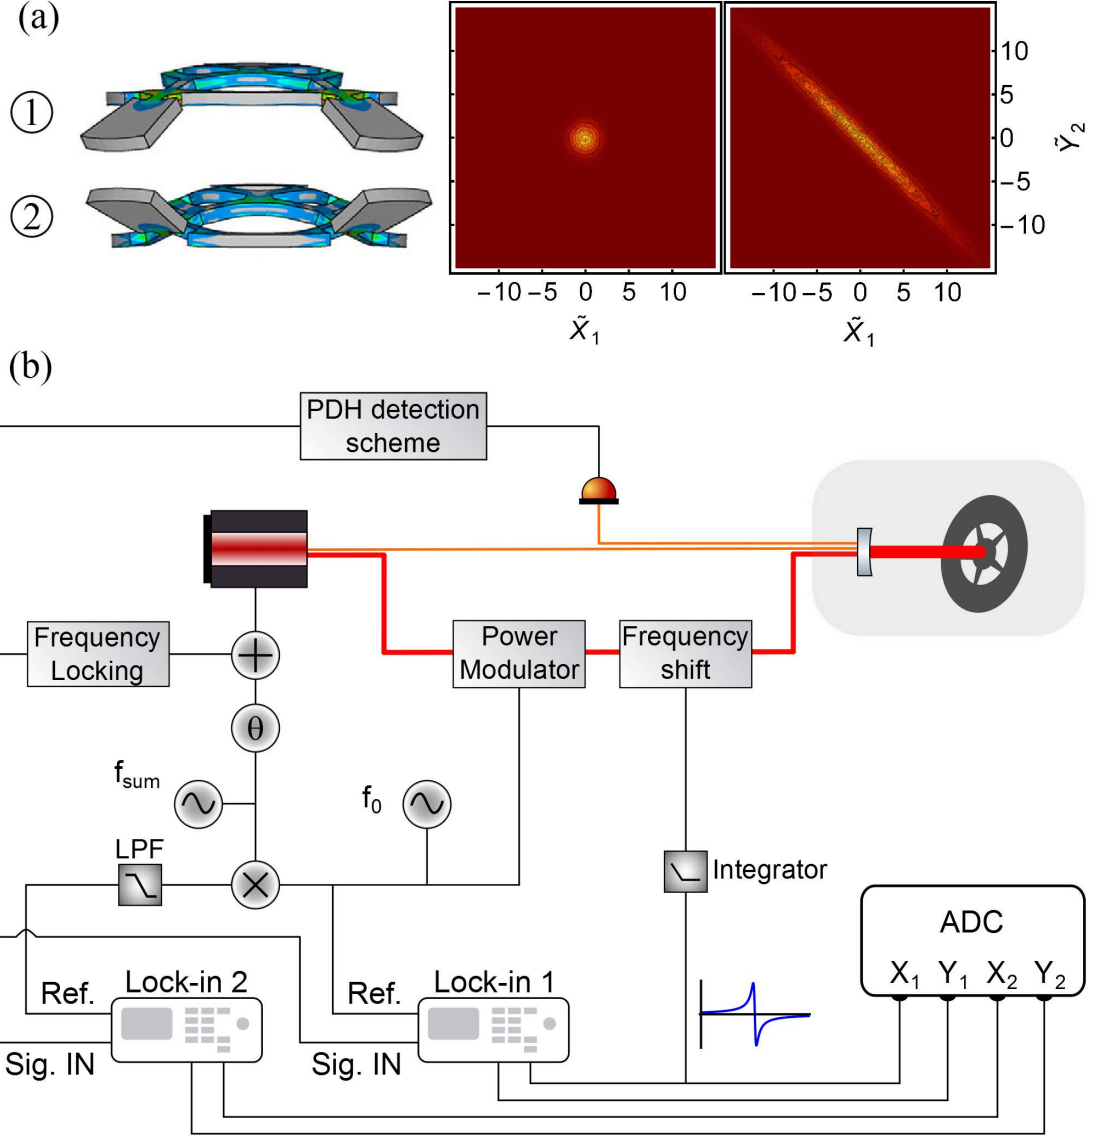 (a)
①
②
10
5
0
−5
−10
Ỹ2
−10 −5 0 5 10
−10 −5 0 5 10
X̃1
X̃1
(b)
PDH detection
scheme
Frequency
Locking
Power
Modulator
Frequency
shift
θ
fsum
f0
LPF
Integrator
ADC
X1 Y1 X2 Y2
Lock-in 2
Lock-in 1
Ref.
Ref.
Sig. IN
Sig. IN